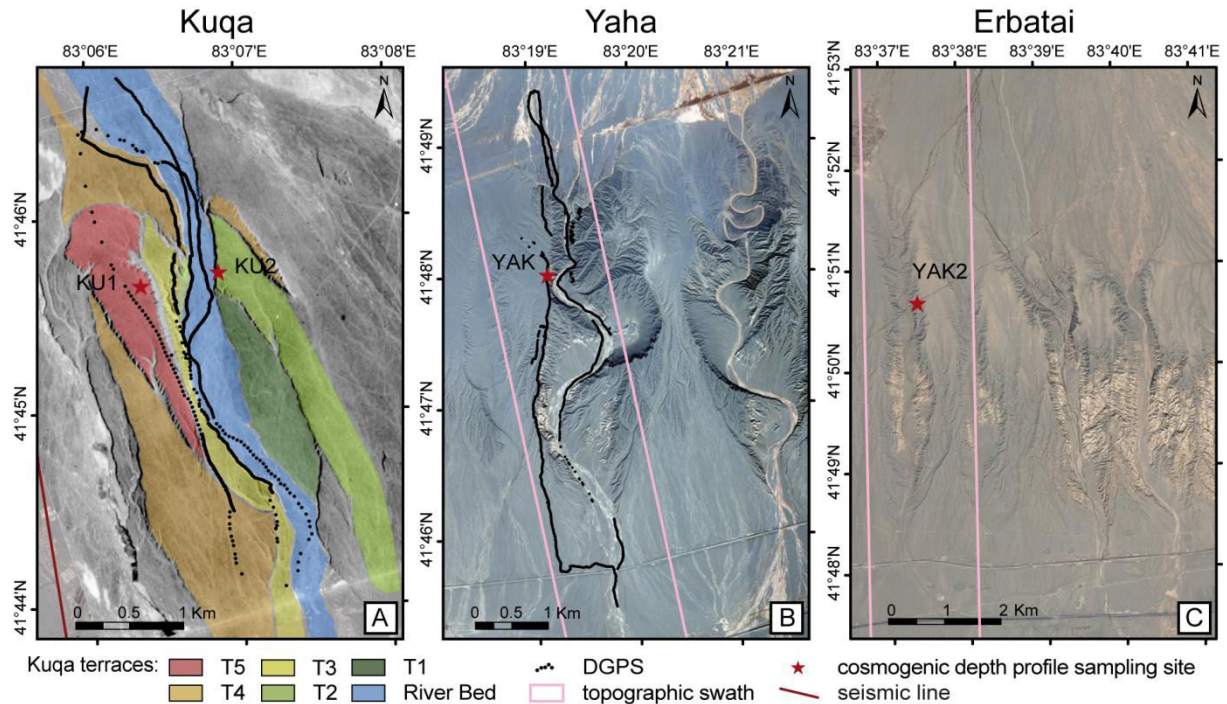 Kuqa
Yaha
Erbatai
83°06'E 83°07'E 83°08'E
83°19'E 83°20'E 83°21'E
83°37'E 83°38'E 83°39'E 83°40'E 83°41'E
41°46'N
41°45'N
41°44'N
N
KU1
KU2
0 0.5 1 Km
A
41°49'N
41°48'N
41°47'N
41°46'N
N
YAK
0 0.5 1 Km
B
41°53'N
41°52'N
41°51'N
41°50'N
41°49'N
41°48'N
N
YAK2
0 1 2 Km
C
Kuqa terraces: T5 T3 T1 DGPS cosmogenic depth profile sampling site
T4 T2 River Bed topographic swath seismic line